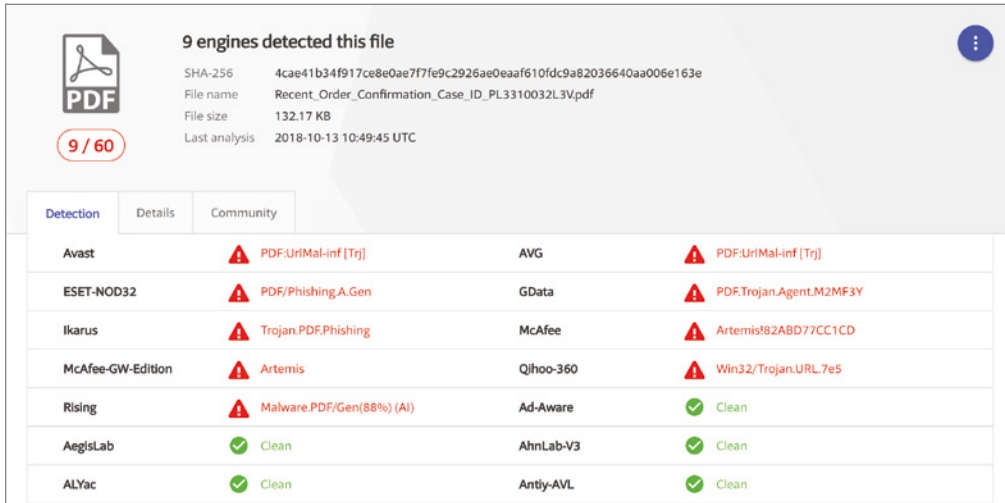 9 engines detected this file
SHA-256 4cae41b34f917ce8e0ae7f7fe9c2926ae0eaaf610fdc9a82036640aa006e163e
File name Recent_Order_Confirmation_Case_ID_PL3310032L3V.pdf
File size 132.17 KB
Last analysis 2018-10-13 10:49:45 UTC
PDF
9 / 60
Detection Details Community
Avast PDF:UrlMal-inf [Trj] AVG PDF:UrlMal-inf [Trj]
ESET-NOD32 PDF/Phishing.A.Gen GData PDF.Trojan.Agent.M2MF3Y
Ikarus Trojan.PDF.Phishing McAfee Artemis!82ABD77CC1CD
McAfee-GW-Edition Artemis Qihoo-360 Win32/Trojan.URL.7e5
Rising Malware.PDF/Gen(88%) (AI) Ad-Aware Clean
AegisLab Clean AhnLab-V3 Clean
ALYac Clean Antiy-AVL Clean